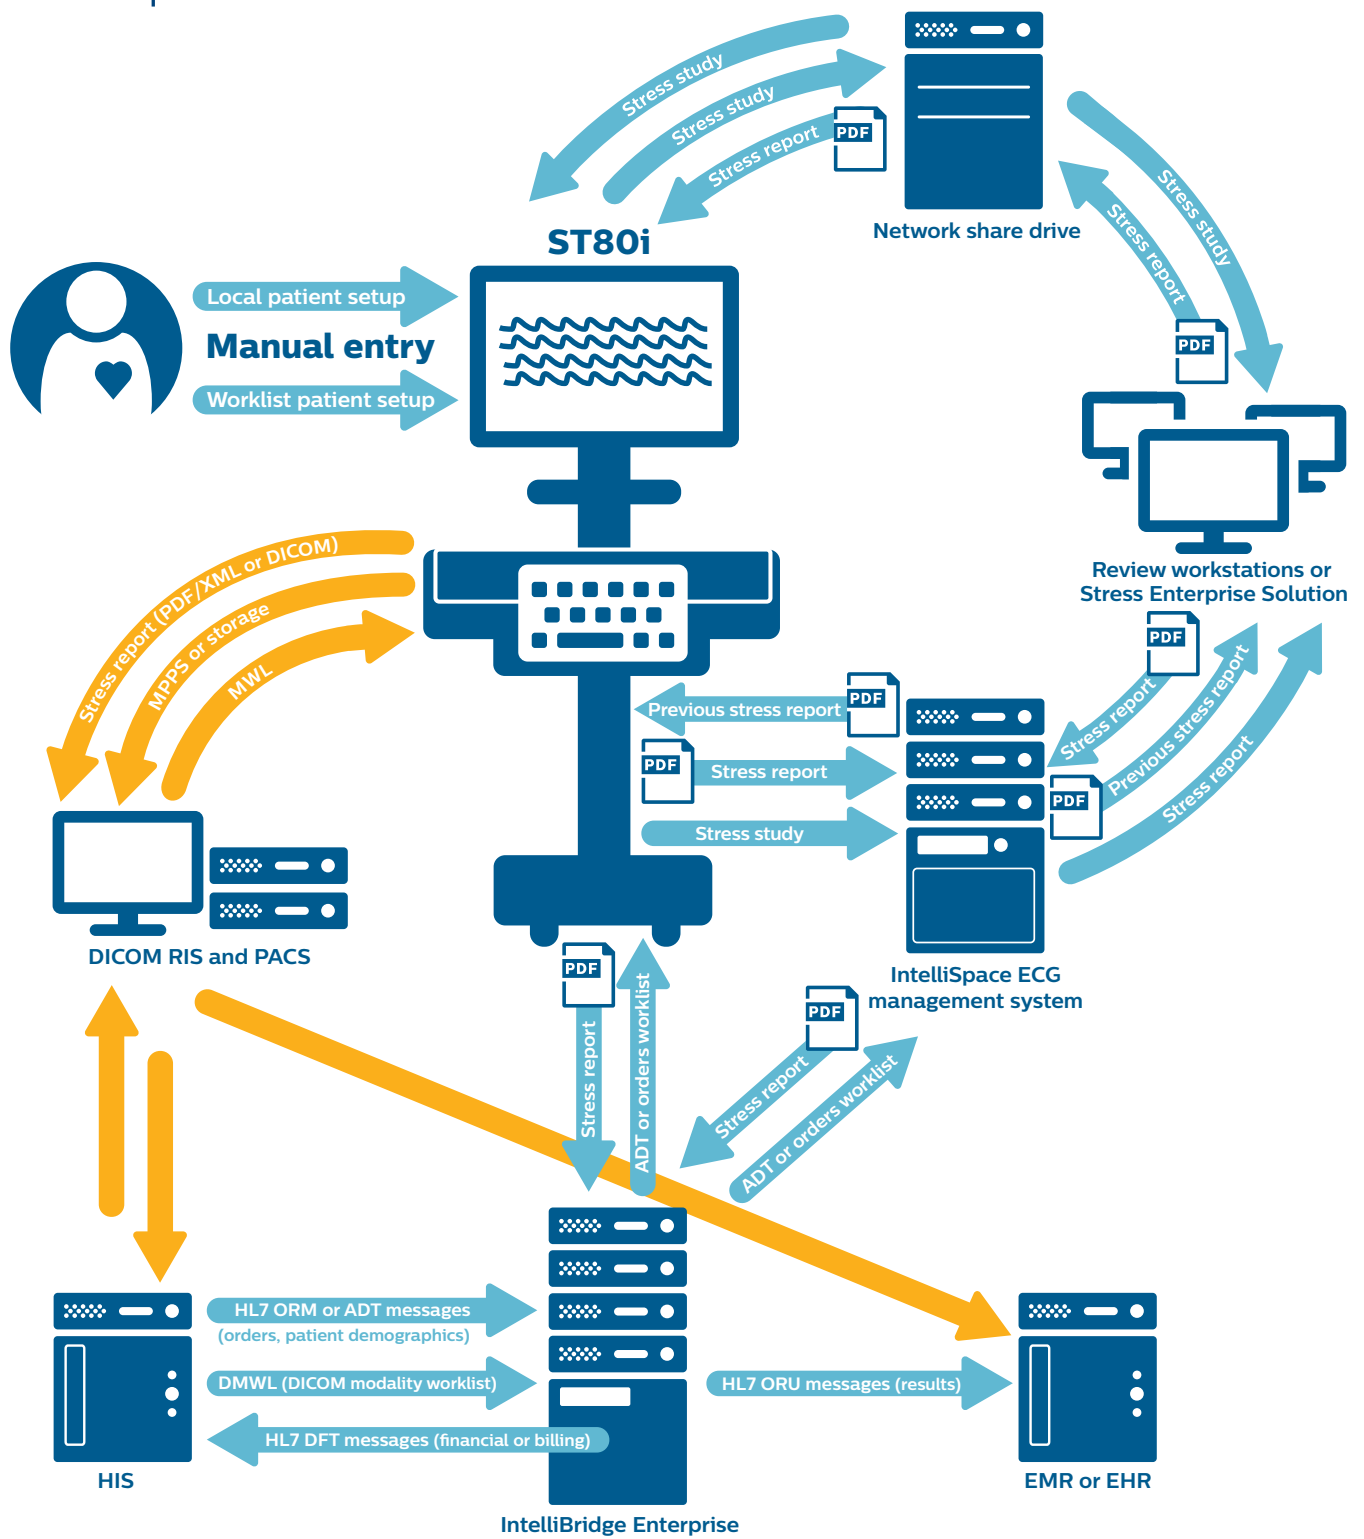 Stress study
Stress study
Stress report
PDF
Network share drive
Stress study
Stress report
PDF
ST80i
Local patient setup
Manual entry
Worklist patient setup
Review workstations or
Stress Enterprise Solution
Stress report (PDF/XML or DICOM)
MPPS or storage
MWL
PDF
Stress report
Previous stress report
Stress report
PDF
Previous stress report
PDF
PDF
Stress report
Stress study
DICOM RIS and PACS
IntelliSpace ECG
management system
PDF
Stress report
ADT or orders worklist
PDF
Stress report
ADT or orders worklist
HL7 ORM or ADT messages
(orders, patient demographics)
DMWL (DICOM modality worklist)
HL7 DFT messages (financial or billing)
HL7 ORU messages (results)
HIS
IntelliBridge Enterprise
EMR or EHR